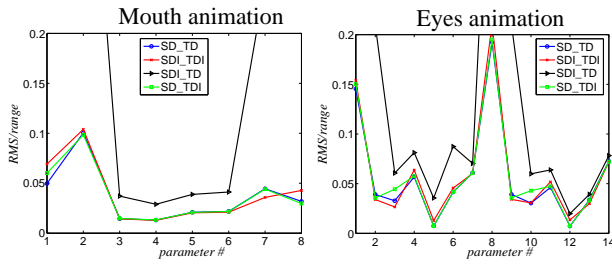 Mouth animation
0.2
0.15
0.1
0.05
0
RMS/range
1 2 3 4 5 6 7 8
parameter #
SD_TD
SDI_TDI
SDI_TD
SD_TDI
Eyes animation
0.2
0.15
0.1
0.05
0
RMS/range
2 4 6 8 10 12 14
parameter #
SD_TD
SDI_TDI
SDI_TD
SD_TDI